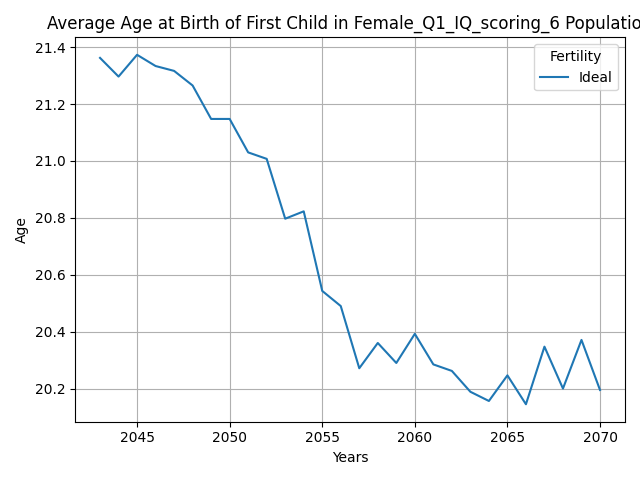 Average Age at Birth of First Child in Female_Q1_IQ_scoring_6 Populatio
Fertility
Ideal
21.4
21.2
21.0
20.8
20.6
20.4
20.2
Age
2045 2050 2055 2060 2065 2070
Years